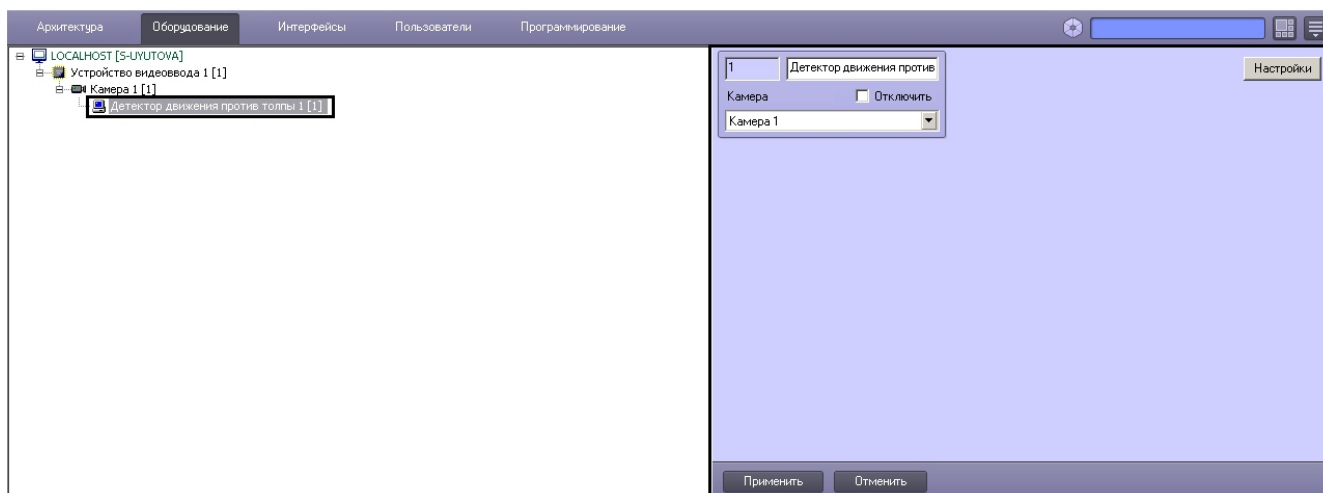 Архитектура Оборудование Интерфейсы Пользователи Программирование
LOCALHOST [S-UYUTOVA]
Устройство видеоввода 1 [1]
Камера 1 [1]
Детектор движения против толпы 1 [1]
1 Детектор движения против
Настройки
Камера Отключить
Камера 1
Применить Отменить